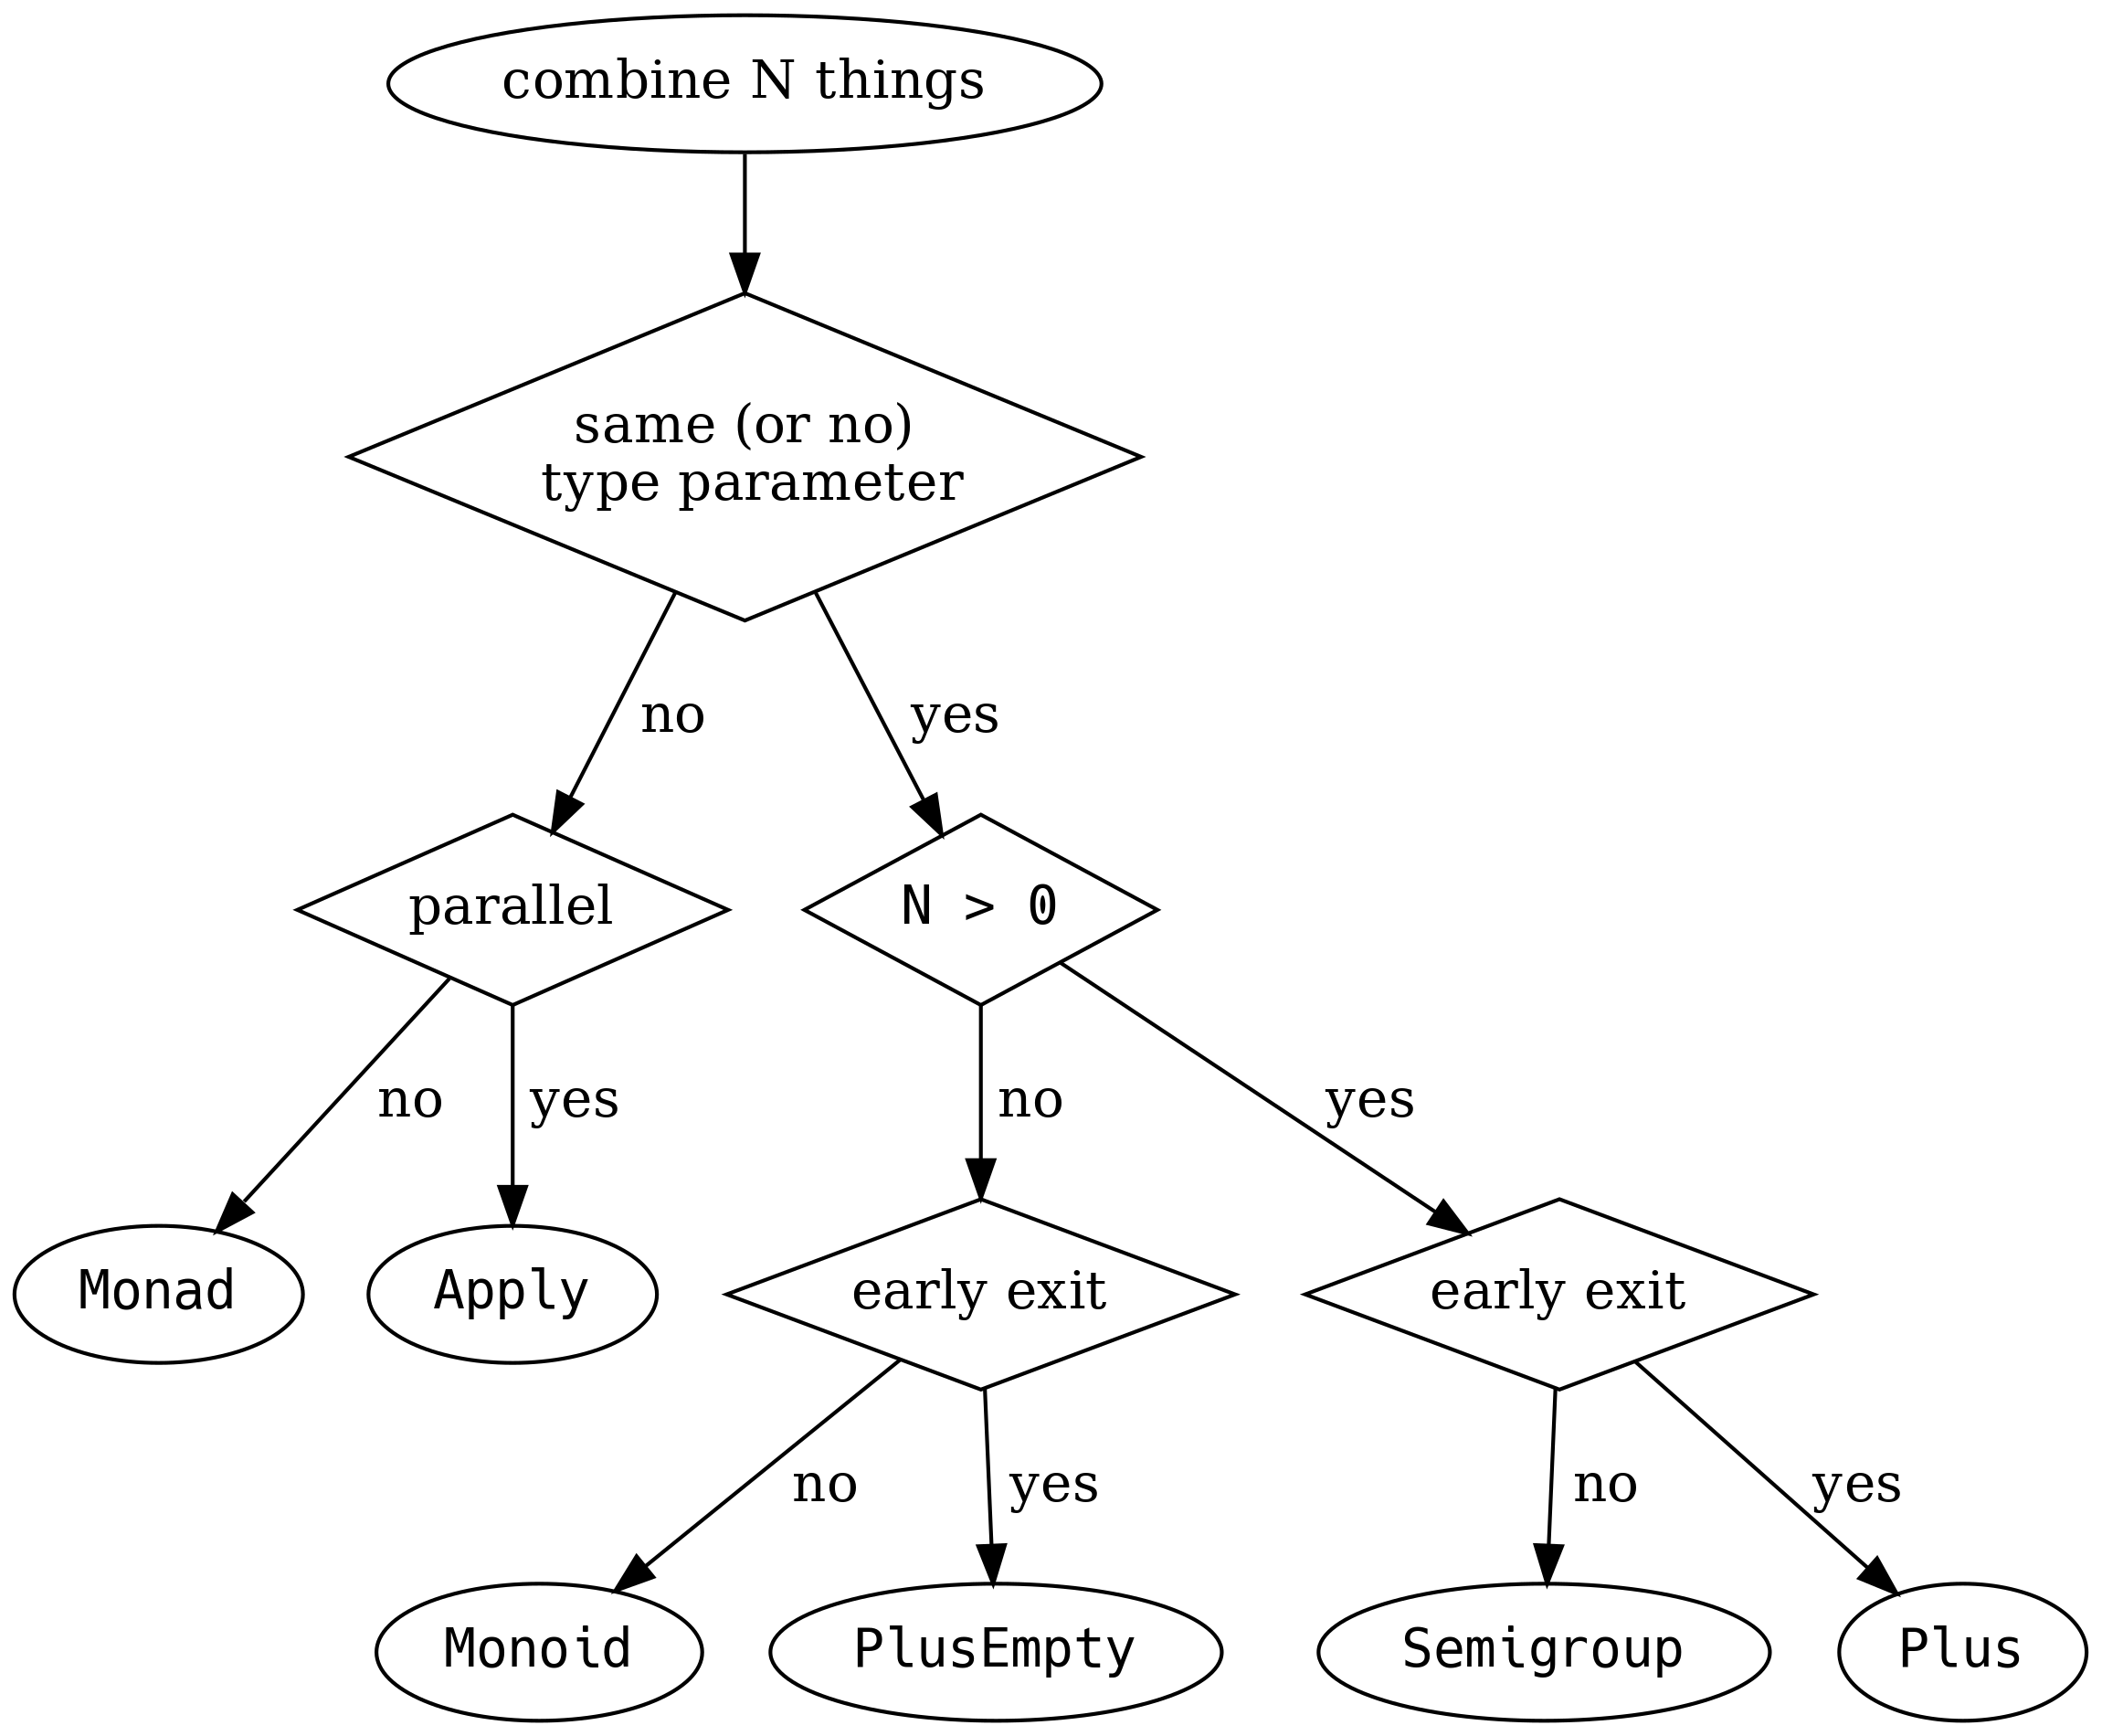 combine N things
same (or no)
type parameter
no
yes
parallel
N > 0
no
yes
no
yes
Monad
Apply
early exit
early exit
no
yes
no
yes
Monoid
PlusEmpty
Semigroup
Plus